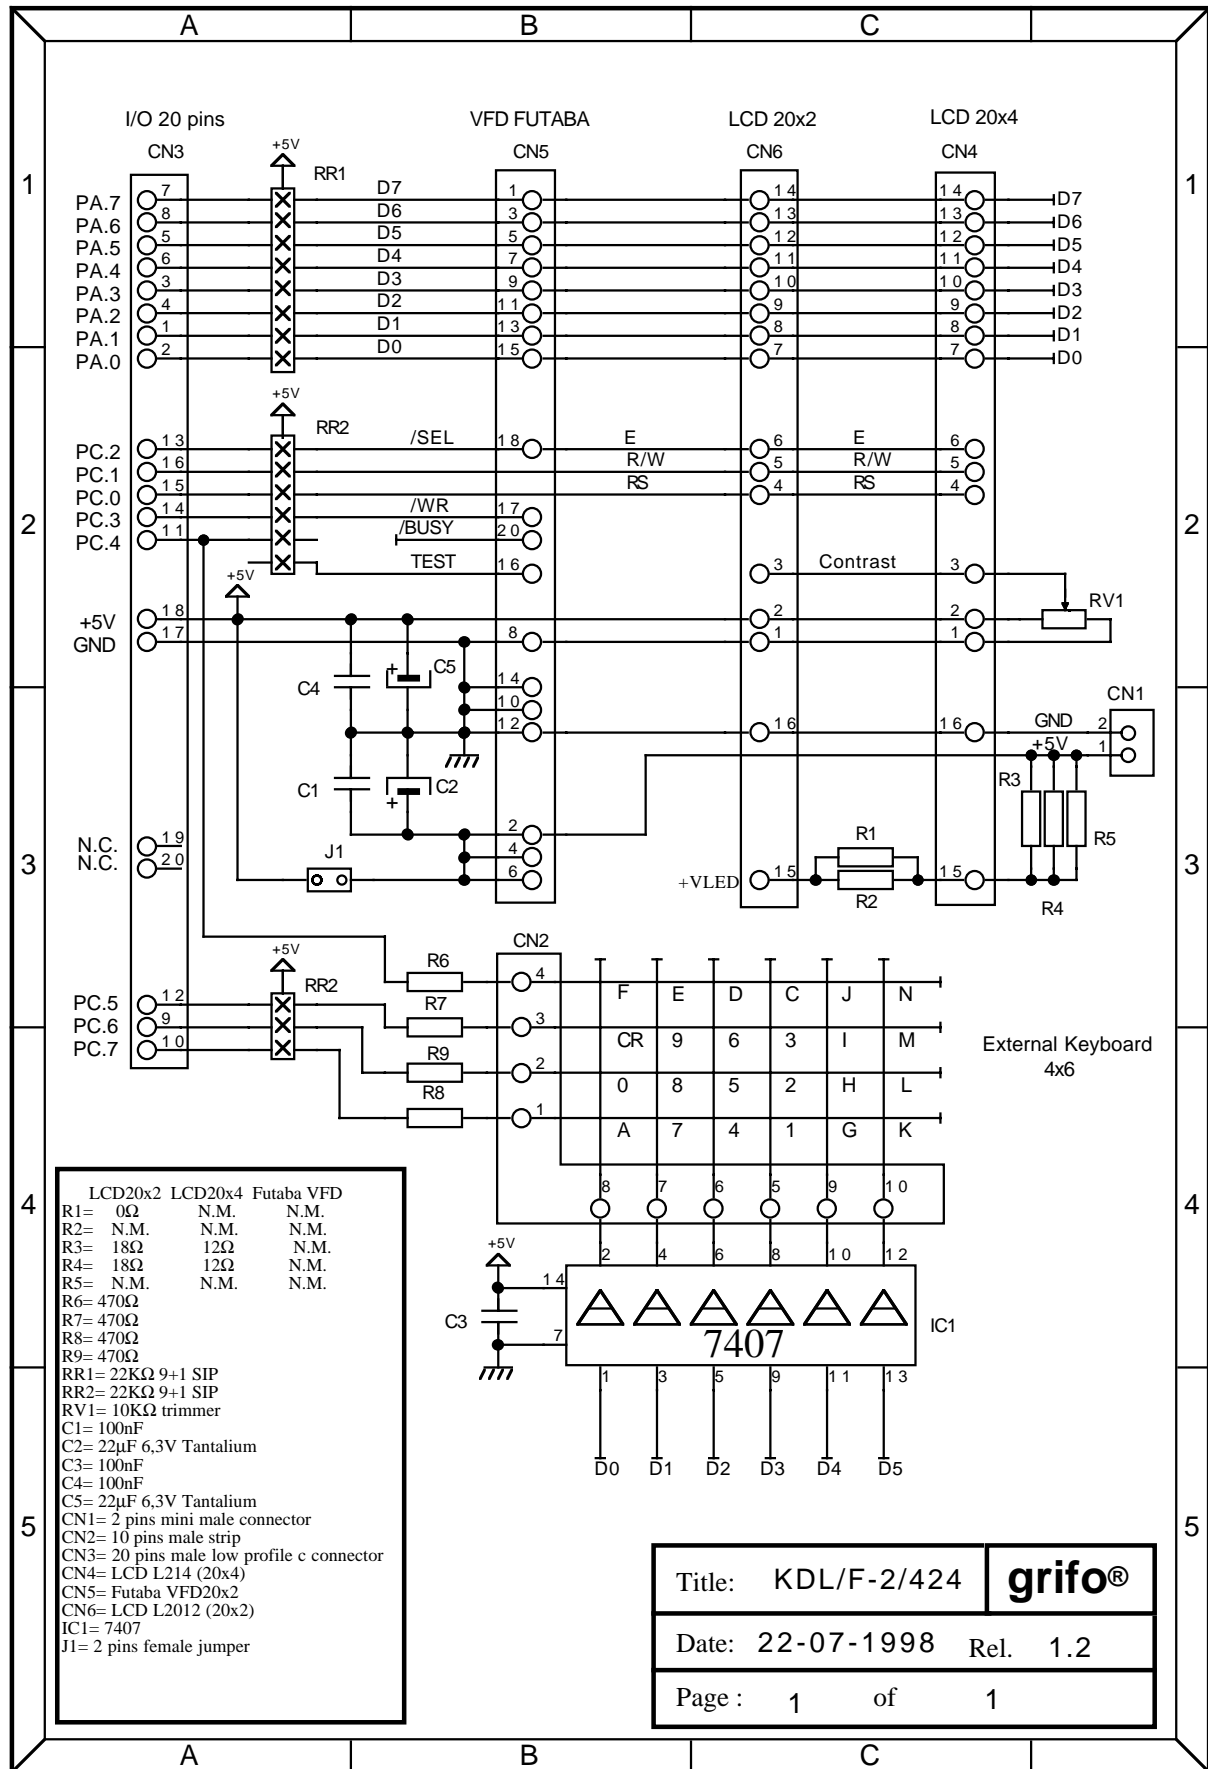 A B C
I/O 20 pins VFD FUTABA LCD 20x2 LCD 20x4
CN3 +5V RR1 CN5 CN6 CN4
1 1
PA.7 7 D7 1 14 14 D7
PA.6 8 D6 3 13 13 D6
PA.5 5 D5 5 12 12 D5
PA.4 6 D4 7 11 11 D4
PA.3 3 D3 9 10 10 D3
PA.2 4 D2 11 9 9 D2
PA.1 1 D1 13 8 8 D1
PA.0 2 D0 15 7 7 D0
+5V
RR2
PC.2 13 /SEL 18 E 6 E 6
PC.1 16 R/W 5 R/W 5
PC.0 15 RS 4 RS 4
PC.3 14 /WR 17
2 2
PC.4 11 /BUSY 20
TEST 16 3 Contrast 3
+5V
+5V 18 2 2 RV1
GND 17 8 1 1
C4 + C5 14
10
CN1
12 16 16 GND 2
+5V 1
C1 + C2 R3
N.C. 19 2 R1 R5
N.C. 20 J1 4
3 3
6 +VLED 15 R2 15 R4
+5V CN2
RR2 R6 4
F E D C J N
PC.5 12 R7 3
PC.6 9 CR 9 6 3 I M
PC.7 10 R9 2
External Keyboard
4x6
0 8 5 2 H L
R8 1
A 7 4 1 G K
8 7 6 5 9 10
4 4
+5V 2 4 6 8 10 12
14
C3 IC1
7 7407
1 3 5 9 11 13
D0 D1 D2 D3 D4 D5
LCD20x2 LCD20x4 Futaba VFD
R1= 0Ω N.M. N.M.
R2= N.M. N.M. N.M.
R3= 18Ω 12Ω N.M.
R4= 18Ω 12Ω N.M.
R5= N.M. N.M. N.M.
R6= 470Ω
R7= 470Ω
R8= 470Ω
R9= 470Ω
RR1= 22KΩ 9+1 SIP
RR2= 22KΩ 9+1 SIP
RV1= 10KΩ trimmer
C1= 100nF
C2= 22µF 6,3V Tantalium
C3= 100nF
C4= 100nF
C5= 22µF 6,3V Tantalium
CN1= 2 pins mini male connector
CN2= 10 pins male strip
CN3= 20 pins male low profile c connector
CN4= LCD L214 (20x4)
CN5= Futaba VFD20x2
CN6= LCD L2012 (20x2)
IC1= 7407
J1= 2 pins female jumper
5 5
Title: KDL/F-2/424 grifo®
Date: 22-07-1998 Rel. 1.2
Page : 1 of 1
A B C